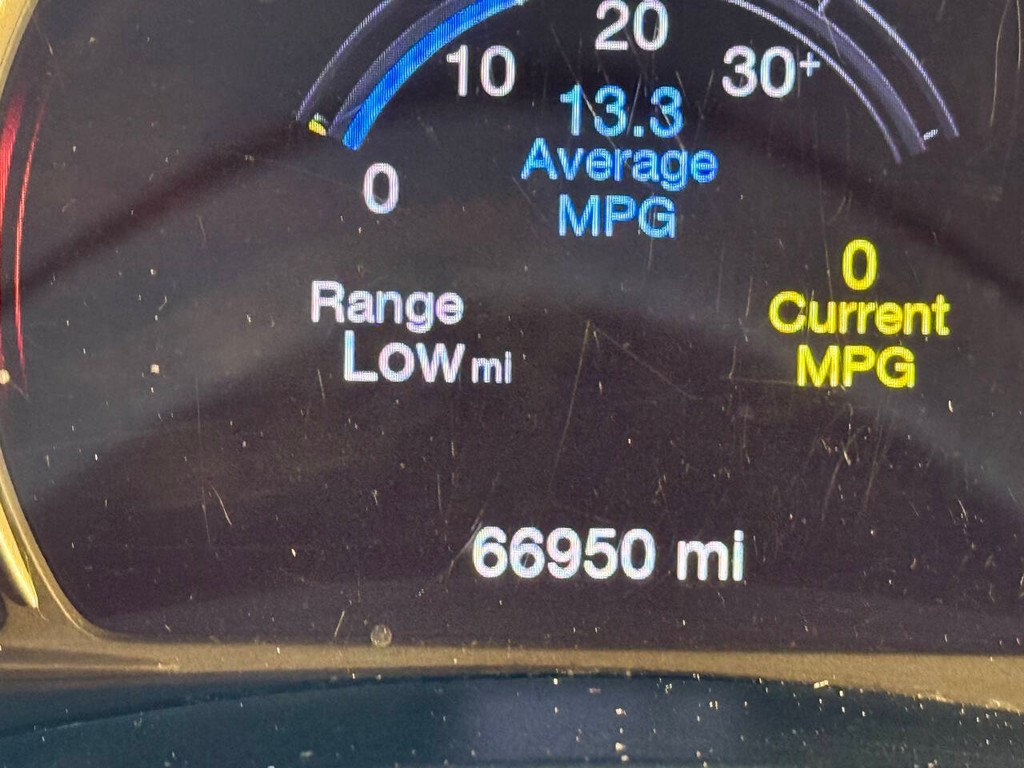 20
10
30+
13.3
Average
MPG
0
0
Current
MPG
Range
LOW mi
66950 mi